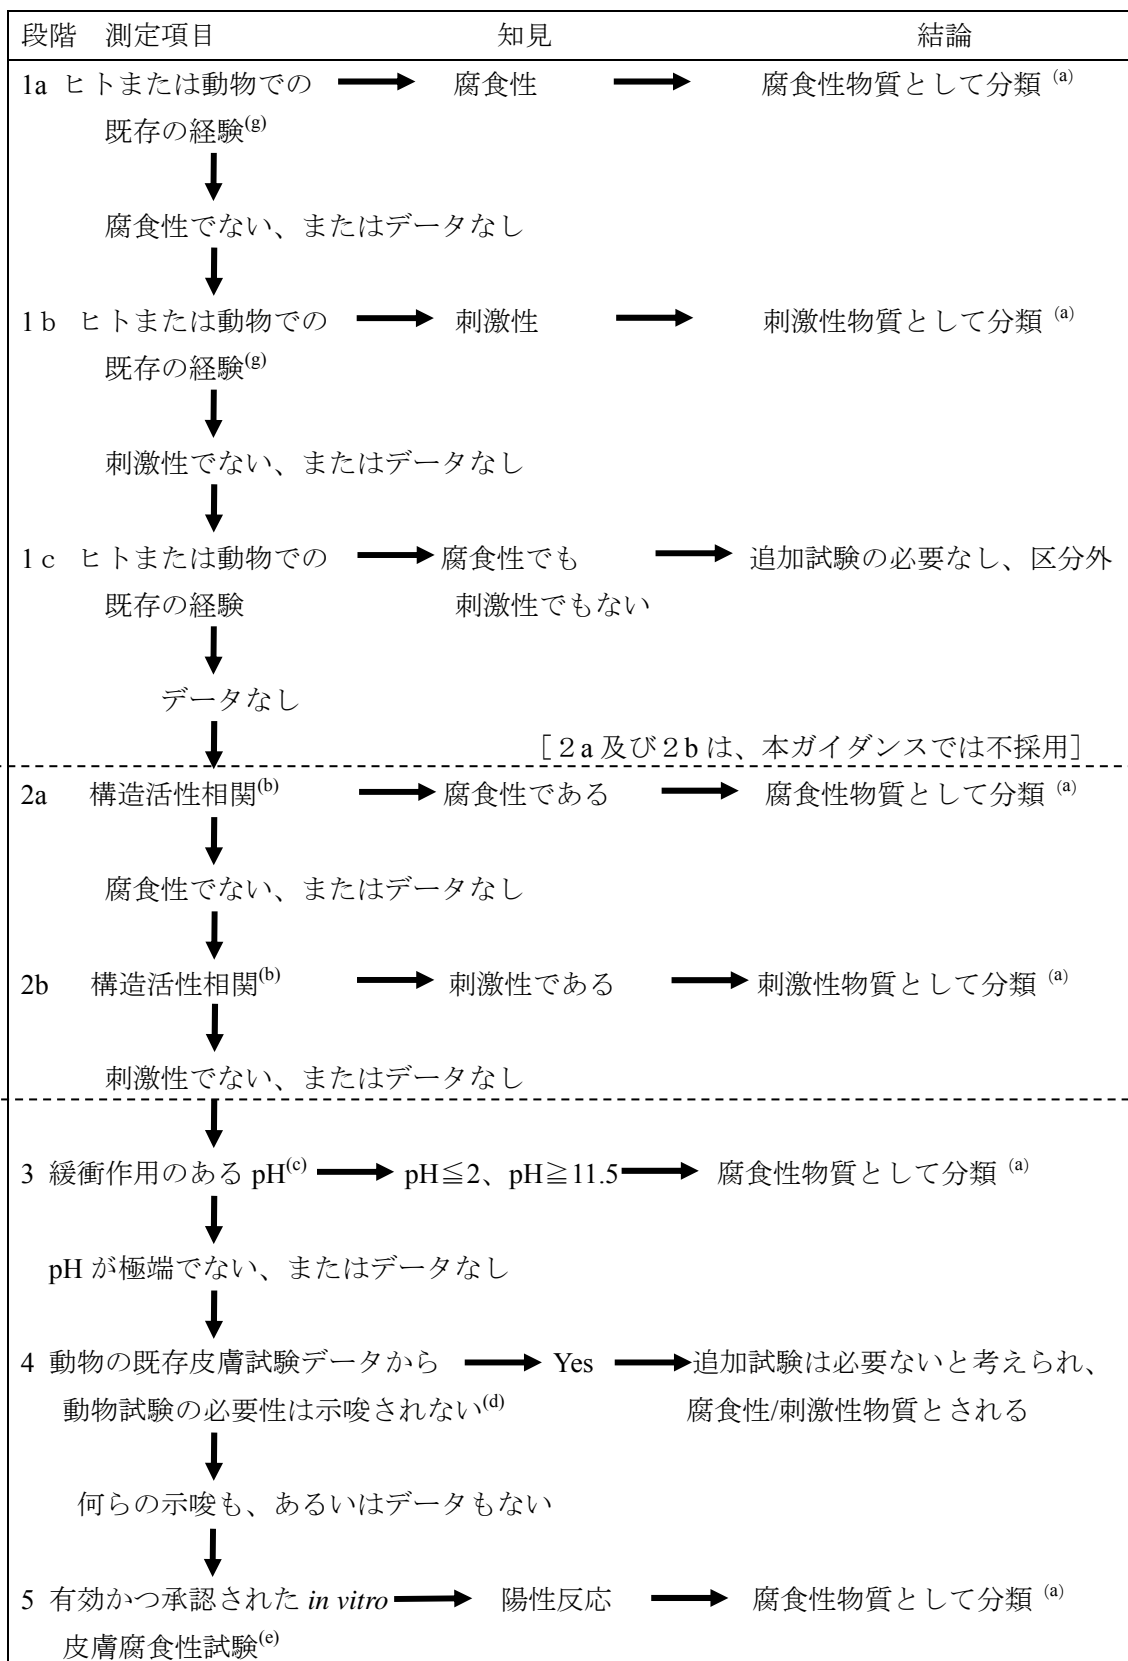 段階 測定項目 知見 結論
1a ヒトまたは動物での 腐食性 腐食性物質として分類 (a)
既存の経験(g)
腐食性でない、またはデータなし
1 b ヒトまたは動物での 刺激性 刺激性物質として分類 (a)
既存の経験(g)
刺激性でない、またはデータなし
1 c ヒトまたは動物での 腐食性でも 追加試験の必要なし、区分外
既存の経験 刺激性でもない
データなし
［２a 及び２b は、本ガイダンスでは不採用］
2a 構造活性相関(b) 腐食性である 腐食性物質として分類 (a)
腐食性でない、またはデータなし
2b 構造活性相関(b) 刺激性である 刺激性物質として分類 (a)
刺激性でない、またはデータなし
3 緩衝作用のある pH(c) pH≦2、pH≧11.5 腐食性物質として分類 (a)
pH が極端でない、またはデータなし
4 動物の既存皮膚試験データから Yes 追加試験は必要ないと考えられ、
動物試験の必要性は示唆されない(d) 腐食性/刺激性物質とされる
何らの示唆も、あるいはデータもない
5 有効かつ承認された in vitro 陽性反応 腐食性物質として分類 (a)
皮膚腐食性試験(e)